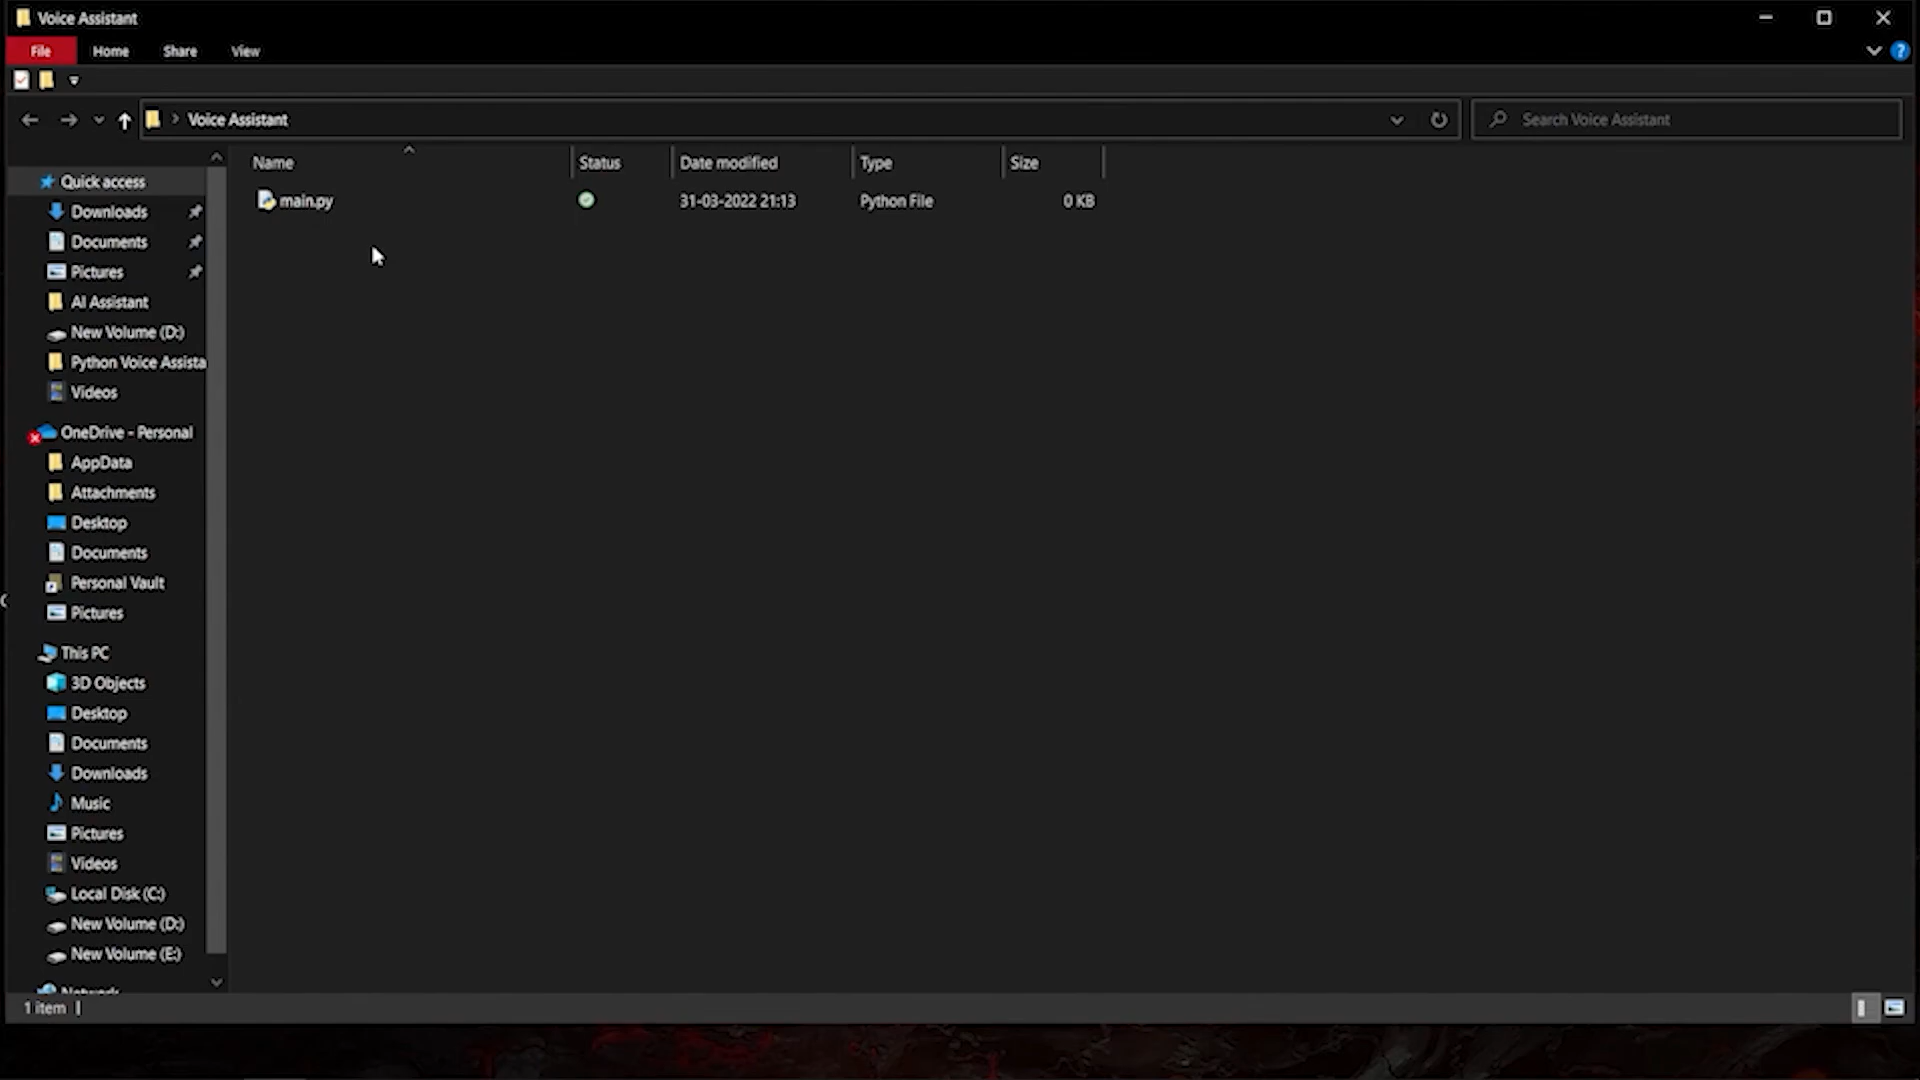 Voice Assistant
File Home Share View
Voice Assistant
Search Voice Assistant
Name Status Date modified Type Size
main.py 31-03-2022 21:13 Python File 0 KB
Quick access
Downloads
Documents
Pictures
AI Assistant
New Volume (D:)
Python Voice Assista
Videos
OneDrive - Personal
AppData
Attachments
Desktop
Documents
Personal Vault
Pictures
This PC
3D Objects
Desktop
Documents
Downloads
Music
Pictures
Videos
Local Disk (C:)
New Volume (D:)
New Volume (E:)
Network
1 item